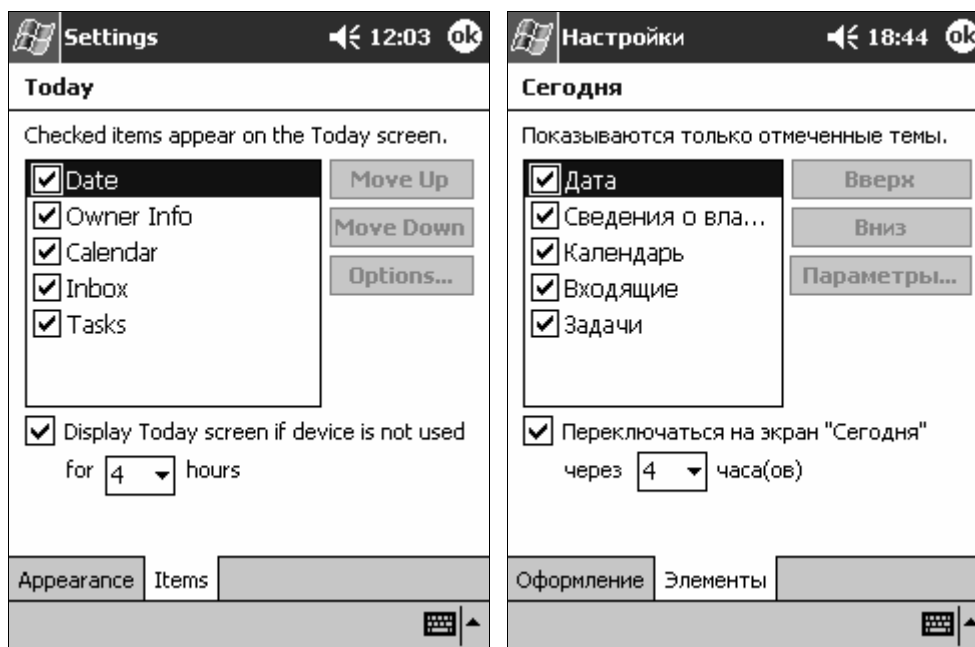 Settings 12:03 ok
Today
Checked items appear on the Today screen.
Date
Owner Info
Calendar
Inbox
Tasks
Move Up
Move Down
Options...
Display Today screen if device is not used
for 4 hours
Appearance Items
Настройки 18:44 ok
Сегодня
Показываются только отмеченные темы.
Дата
Сведения о вла...
Календарь
Входящие
Задачи
Вверх
Вниз
Параметры...
Переключаться на экран "Сегодня"
через 4 часа(ов)
Оформление Элементы